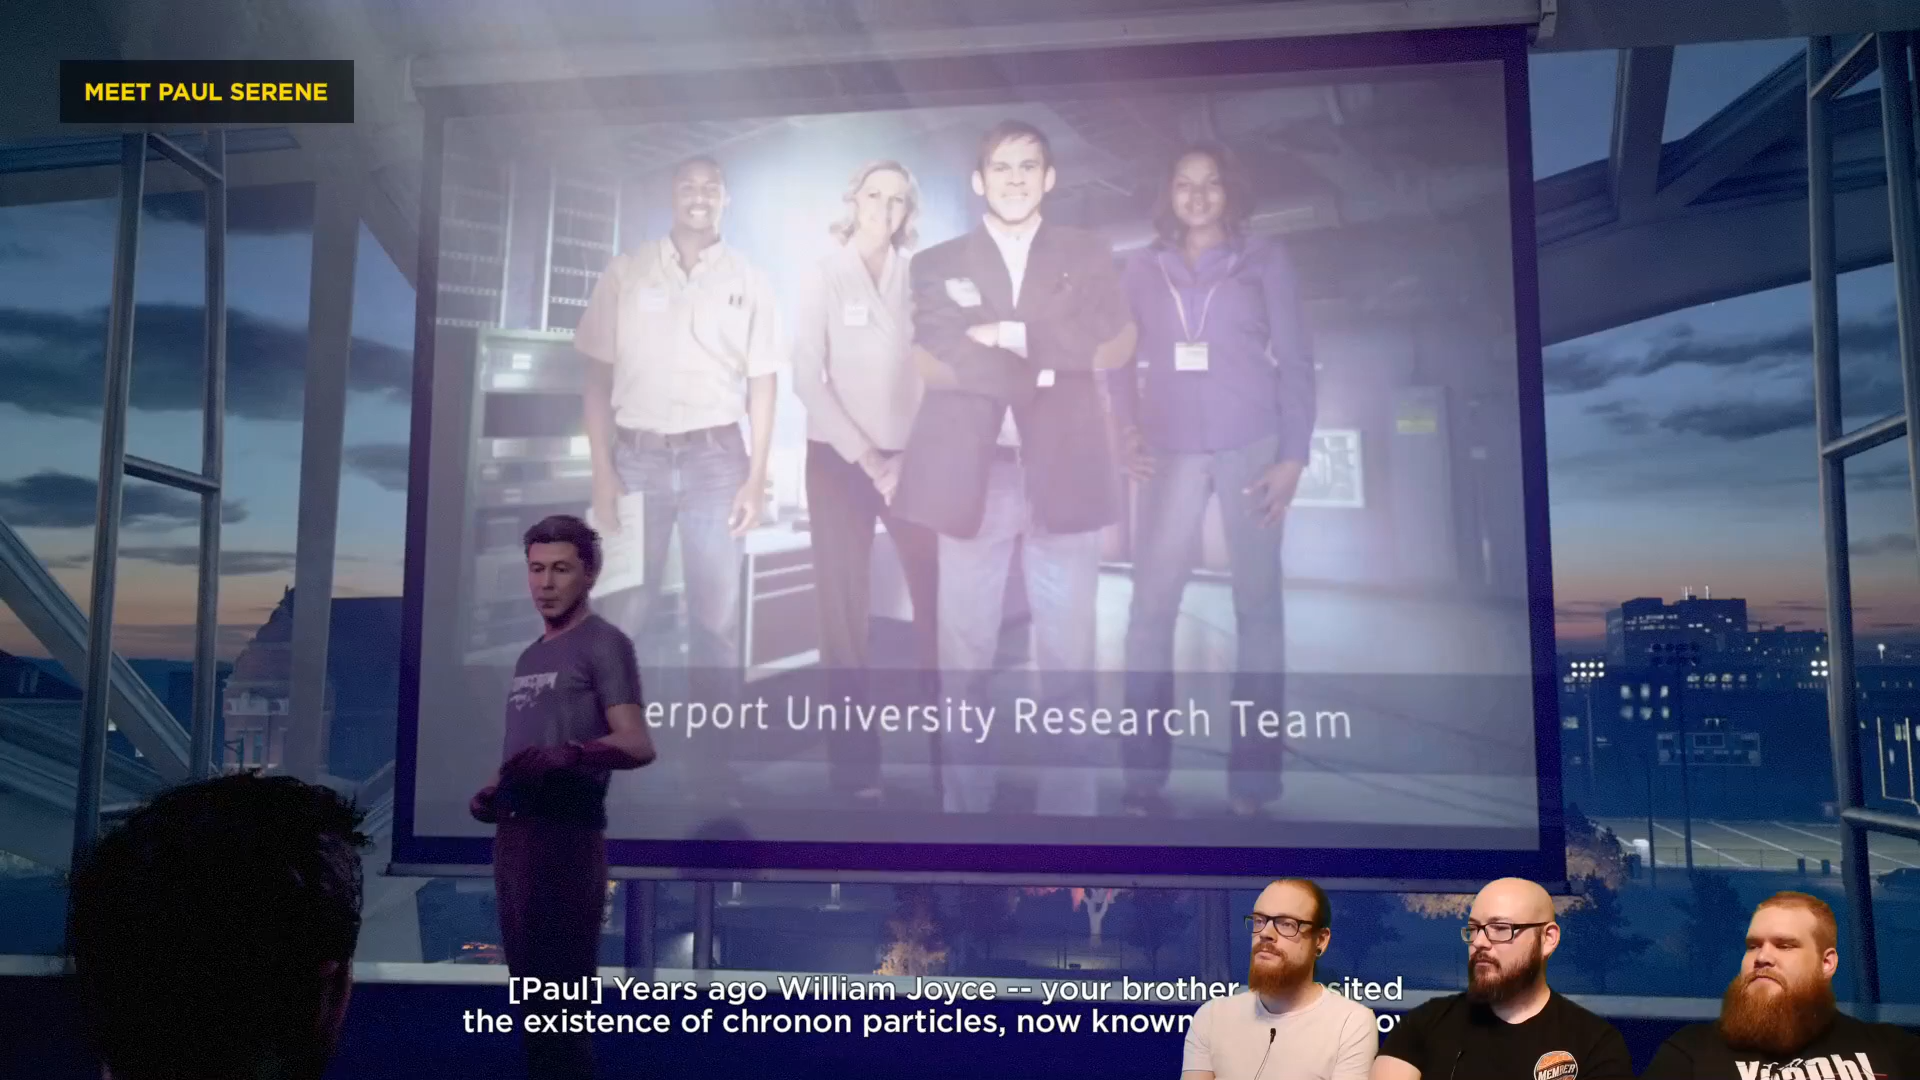 MEET PAUL SERENE
erport University Research Team
[Paul] Years ago William Joyce -- your brother sited
the existence of chronon particles, now known
MEMBER